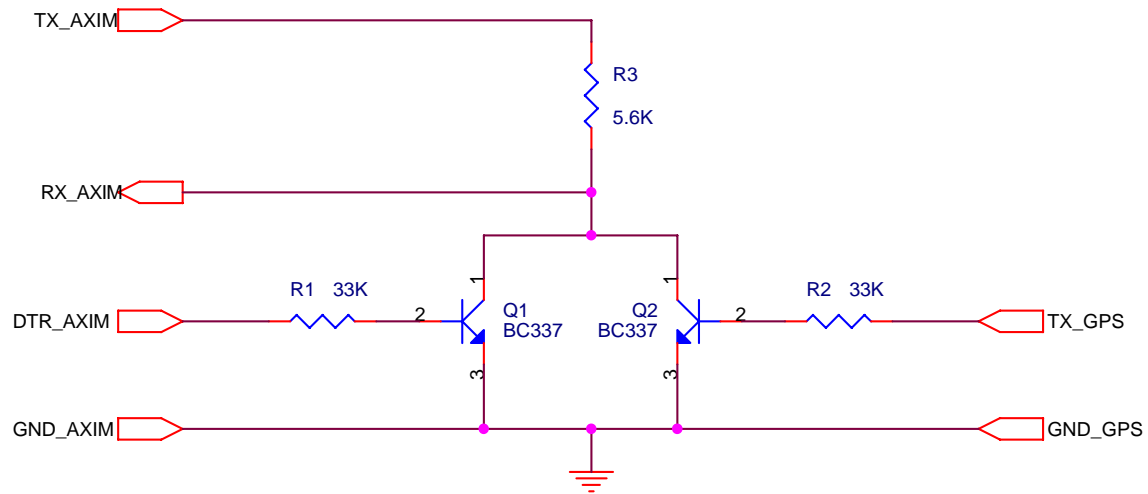 TX_AXIM
R3
5.6K
RX_AXIM
1
1
R1 33K
Q1
Q2
R2 33K
DTR_AXIM
2
BC337
BC337
2
TX_GPS
3
3
GND_AXIM
GND_GPS